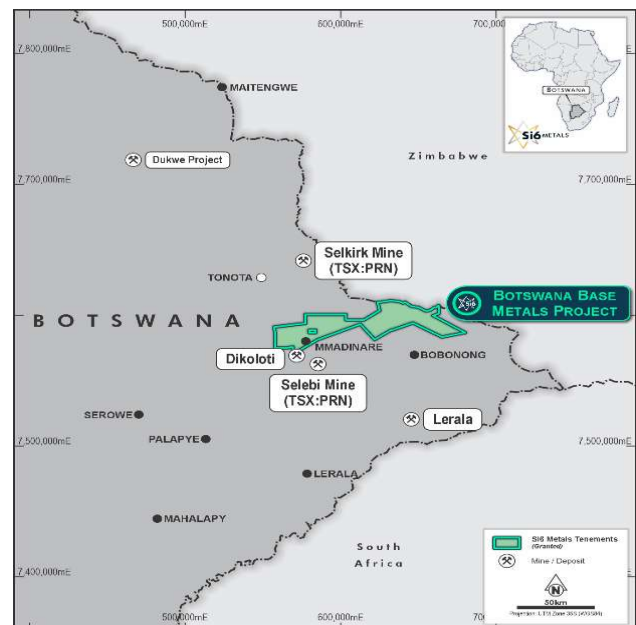 500,000mE
600,000mE
700,
7,800,000mE
MAITENGWE
BOTSWANA
Si6 METALS
Dukwe Project
Zimbabwe
7,700,000mE
7,700,000mE
Selkirk Mine
(TSX:PRN)
TONOTA
BOTSWANA BASE
METALS PROJECT
BOTSWANA
MMADINARE
Dikoloti
BOBONONG
Selebi Mine
(TSX:PRN)
SEROWE
Lerala
PALAPYE
7,500,000mE
7,500,000mE
LERALA
MAHALAPY
South
Africa
Si6 Metals Tenements
(Granted)
Mine / Deposit
N
50km
7,400,000mE
500,000mE
600,000mE
700